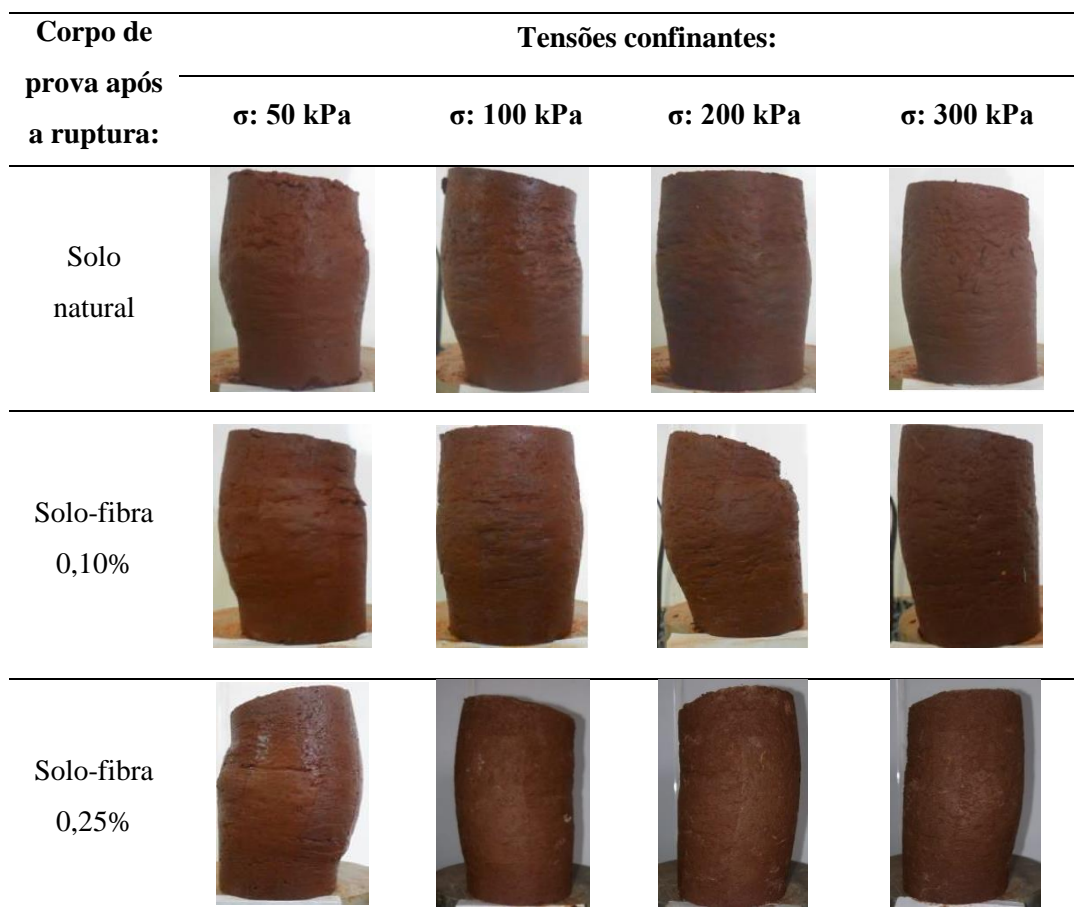 Corpo de
prova após
a ruptura:
Tensões confinantes:
σ: 50 kPa
σ: 100 kPa
σ: 200 kPa
σ: 300 kPa
Solo
natural
Solo-fibra
0,10%
Solo-fibra
0,25%